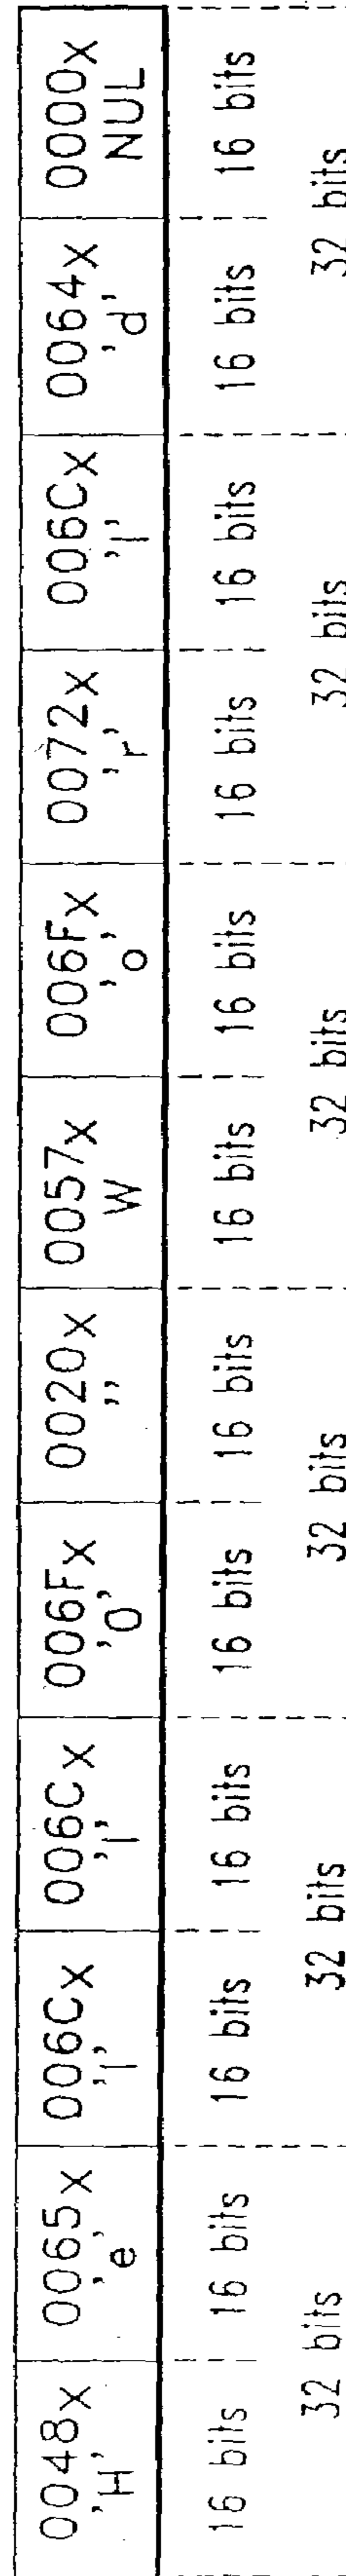 0048x 0065x 006Cx 006Cx 006Fx 0020x 0057x 006Fx 0072x 006Cx 0064x 0000x
'H' 'e' 'l' 'l' 'O' '' W 'o' 'r' 'l' 'd' NUL
16 bits 16 bits 16 bits 16 bits 16 bits 16 bits 16 bits 16 bits 16 bits 16 bits 16 bits 16 bits
32 bits 32 bits 32 bits 32 bits 32 bits 32 bits